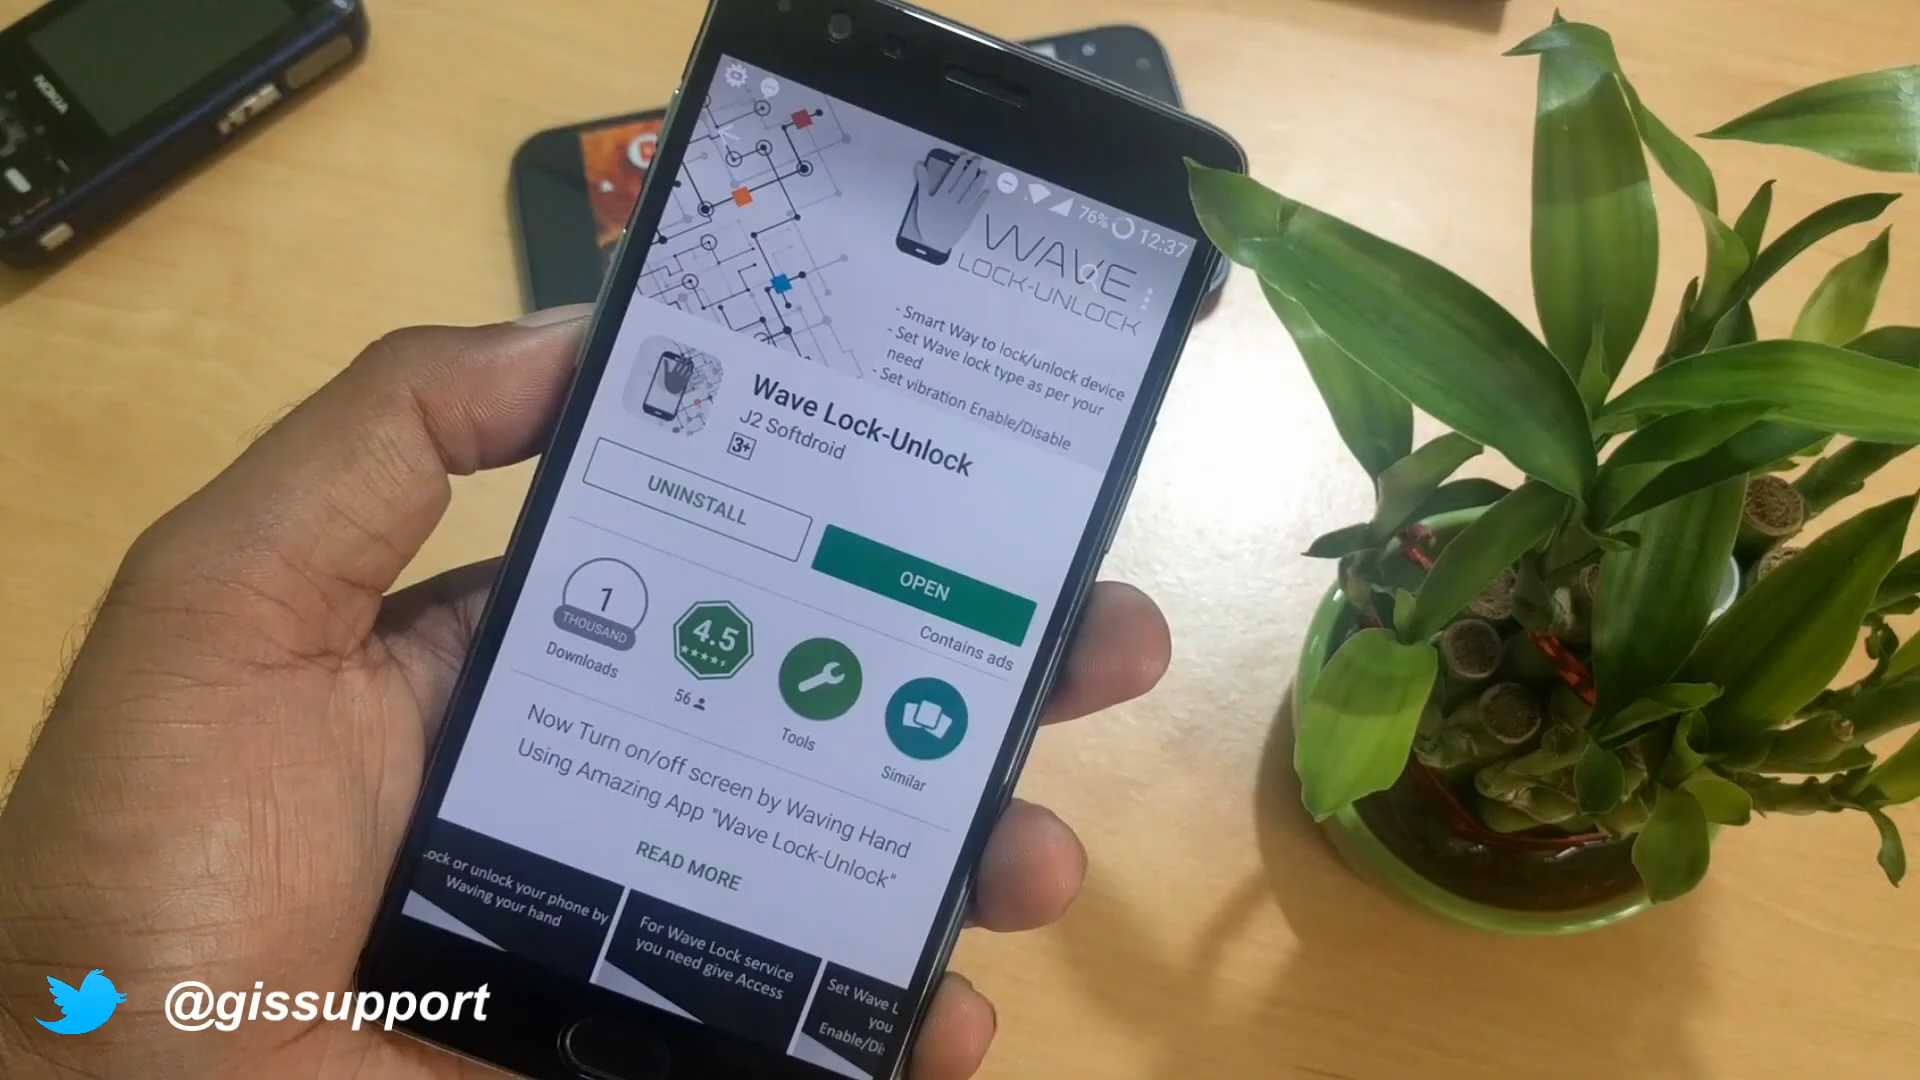 NOKIA
76% 12:37
WAVE
LOCK-UNLOCK
- Smart Way to lock/unlock device
- Set Wave lock type as per your
need
- Set vibration Enable/Disable
Wave Lock-Unlock
J2 Softdroid
3+
UNINSTALL
OPEN
Contains ads
1
THOUSAND
Downloads
4.5
56
Tools
Similar
Now Turn on/off screen by Waving Hand
Using Amazing App "Wave Lock-Unlock"
READ MORE
ock or unlock your phone by
Waving your hand
For Wave Lock service
you need give Access
Set Wave L
you
Enable/Di
@gissupport